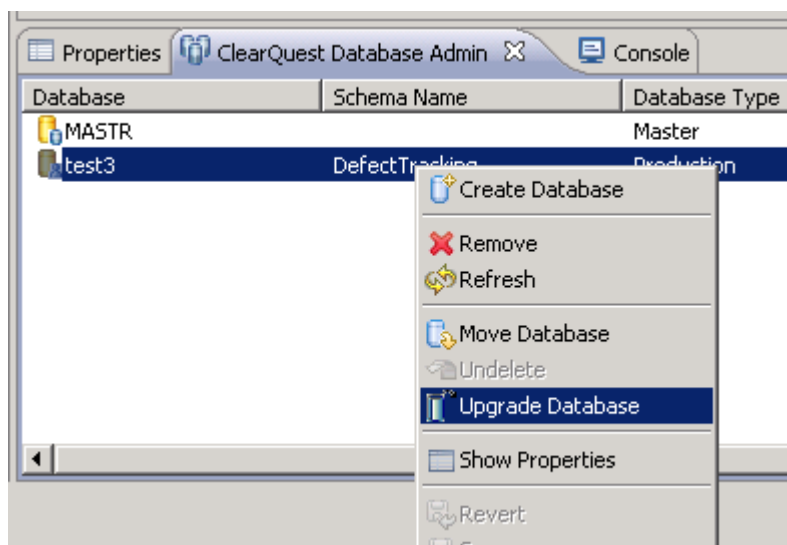 Properties ClearQuest Database Admin Console
Database Schema Name Database Type
MASTR Master
test3 DefectTracking Production
Create Database
Remove
Refresh
Move Database
Undelete
Upgrade Database
Show Properties
Revert